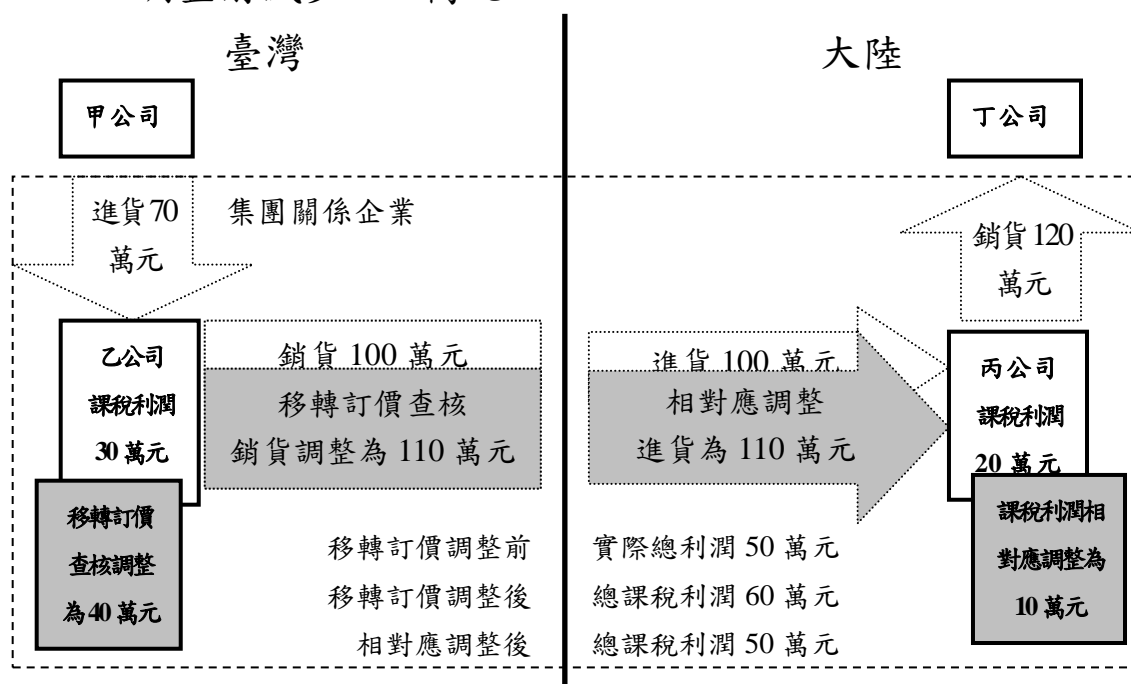 臺灣
大陸
甲公司
丁公司
進貨70
萬元
集團關係企業
銷貨120
萬元
乙公司
課稅利潤
30 萬元
銷貨 100 萬元
移轉訂價查核
銷貨調整為 110 萬元
進貨 100 萬元
相對應調整
進貨為 110 萬元
丙公司
課稅利潤
20 萬元
移轉訂價
查核調整
為40 萬元
課稅利潤相
對應調整為
10 萬元
移轉訂價調整前 實際總利潤 50 萬元
移轉訂價調整後 總課稅利潤 60 萬元
相對應調整後 總課稅利潤 50 萬元